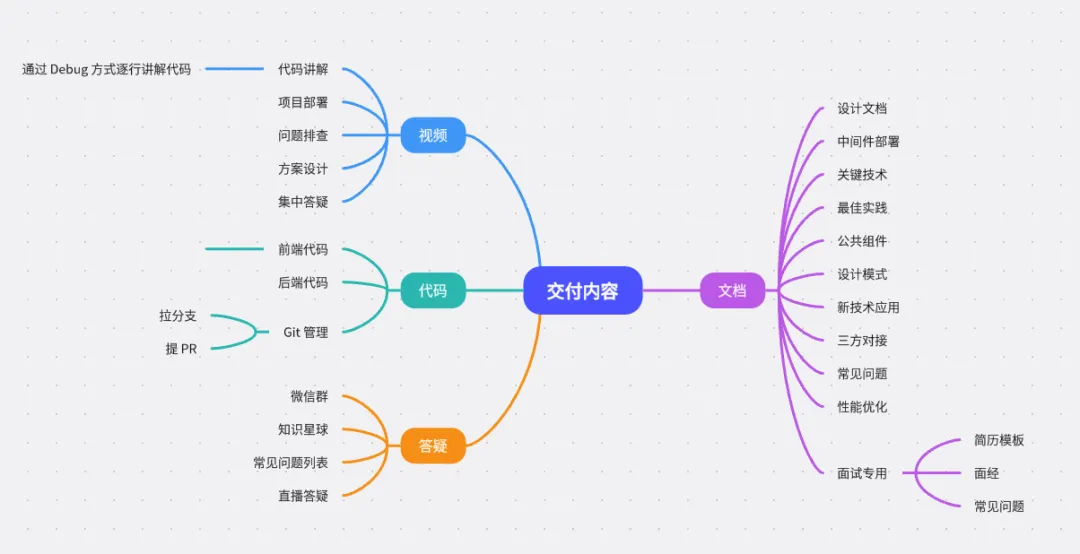 交付内容
视频
代码讲解
通过 Debug 方式逐行讲解代码
项目部署
问题排查
方案设计
集中答疑
代码
前端代码
后端代码
Git 管理
拉分支
提 PR
答疑
微信群
知识星球
常见问题列表
直播答疑
文档
设计文档
中间件部署
关键技术
最佳实践
公共组件
设计模式
新技术应用
三方对接
常见问题
性能优化
面试专用
简历模板
面经
常见问题